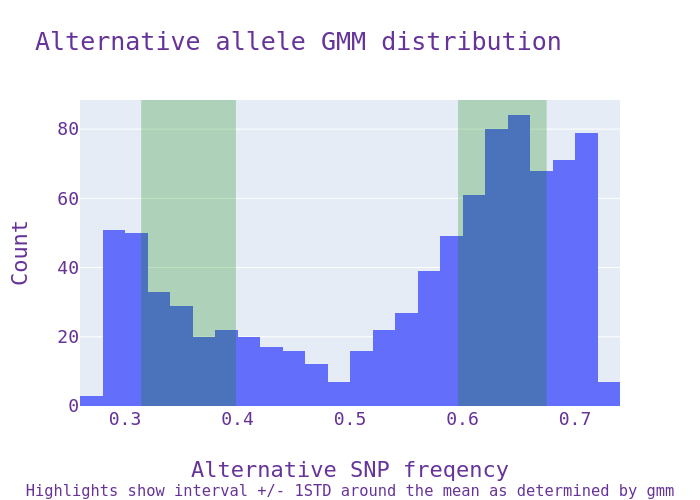 Alternative allele GMM distribution
80
60
40
20
0
Count
0.3 0.4 0.5 0.6 0.7
Alternative SNP freqency
Highlights show interval +/- 1STD around the mean as determined by gmm